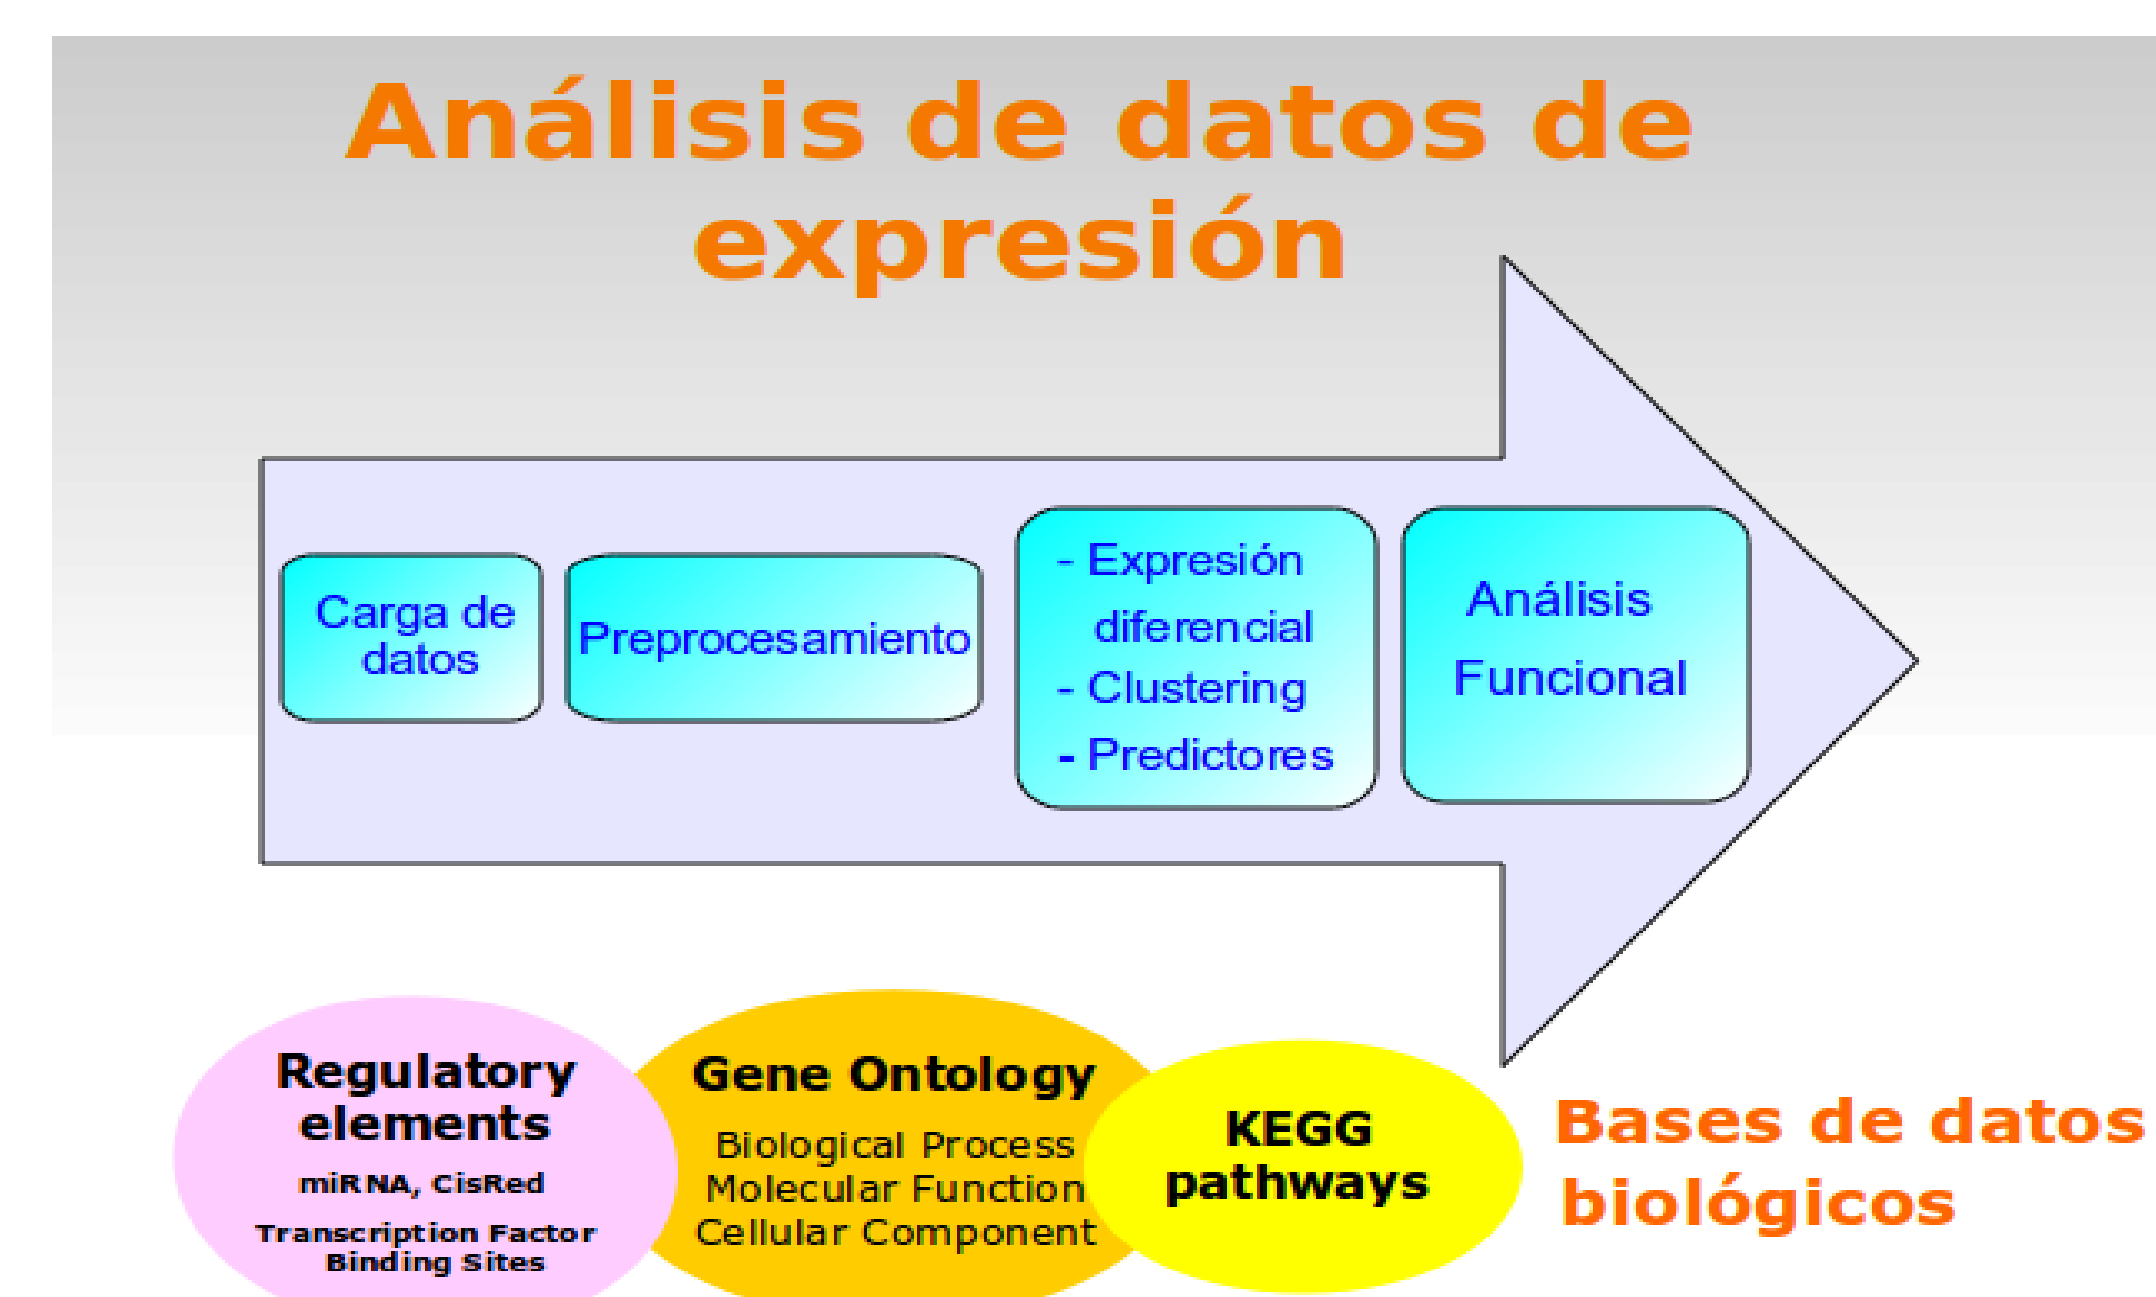 Análisis de datos de
expresión
Carga de
datos
Preprocesamiento
- Expresión
diferencial
- Clustering
- Predictores
Análisis
Funcional
Regulatory
elements
miRNA, CisRed
Transcription Factor
Binding Sites
Gene Ontology
Biological Process
Molecular Function
Cellular Component
KEGG
pathways
Bases de datos
biológicos